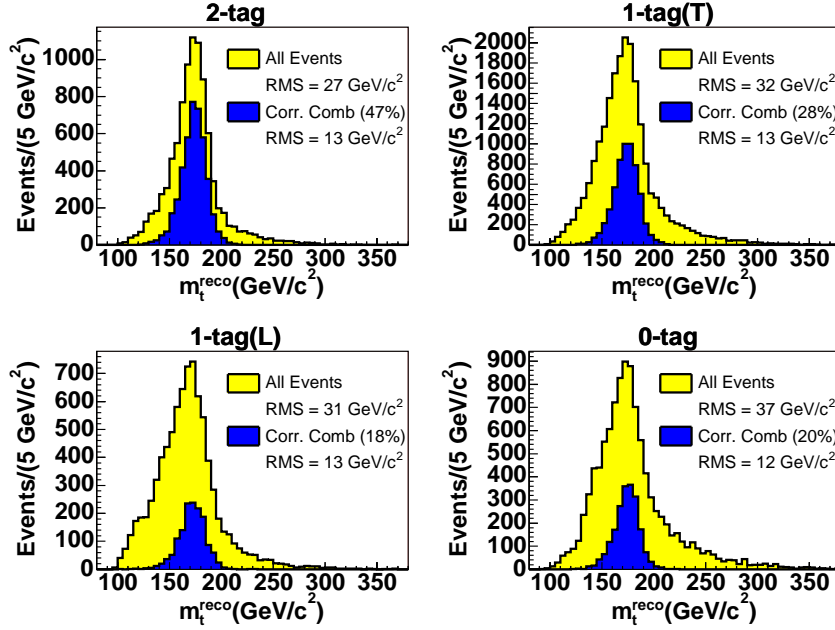 2-tag
Events/(5 GeV/c²)
1000
800
600
400
200
0
All Events
RMS = 27 GeV/c²
Corr. Comb (47%)
RMS = 13 GeV/c²
100 150 200 250 300 350
m_t^reco(GeV/c²)
1-tag(T)
Events/(5 GeV/c²)
2000
1800
1600
1400
1200
1000
800
600
400
200
0
All Events
RMS = 32 GeV/c²
Corr. Comb (28%)
RMS = 13 GeV/c²
100 150 200 250 300 350
m_t^reco(GeV/c²)
1-tag(L)
Events/(5 GeV/c²)
700
600
500
400
300
200
100
0
All Events
RMS = 31 GeV/c²
Corr. Comb (18%)
RMS = 13 GeV/c²
100 150 200 250 300 350
m_t^reco(GeV/c²)
0-tag
Events/(5 GeV/c²)
900
800
700
600
500
400
300
200
100
0
All Events
RMS = 37 GeV/c²
Corr. Comb (20%)
RMS = 12 GeV/c²
100 150 200 250 300 350
m_t^reco(GeV/c²)